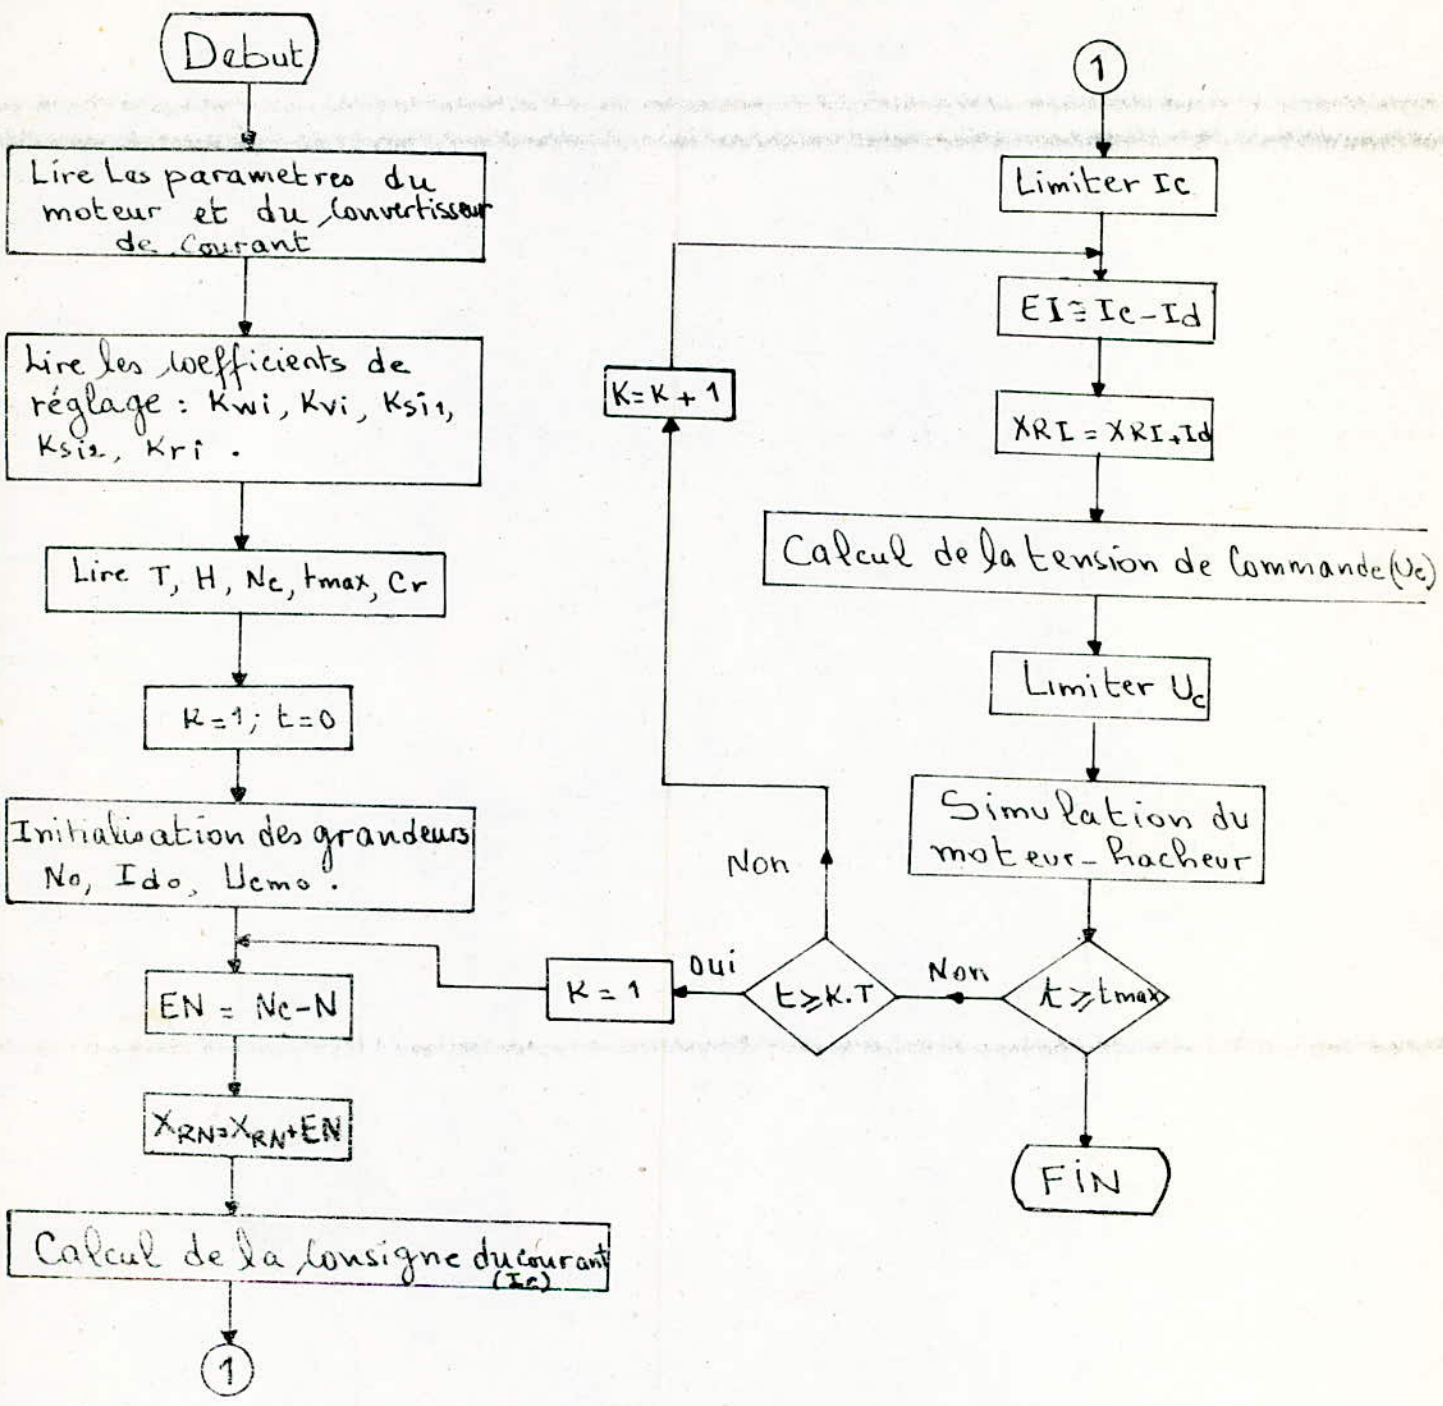 Debut
Lire Les parametres du
moteur et du Convertisseur
de Courant
Lire les coefficients de
réglage : Kwi, Kvi, Ksi1,
Ksi2, Kri .
Lire T, H, Nc, tmax, Cr
K=1; t=0
Initialisation des grandeurs
No, Ido, Ucmo .
EN = Nc-N
XRN=XRN+EN
Calcul de la Consigne du courant
(Ic)
1
1
Limiter Ic
EI=Ic-Id
XRI=XRI+Id
Calcul de la tension de Commande (Uc)
Limiter Uc
Simulation du
moteur-hacheur
t≥tmax
Non
t≥K.T
Oui
K=1
Non
K=K+1
FiN